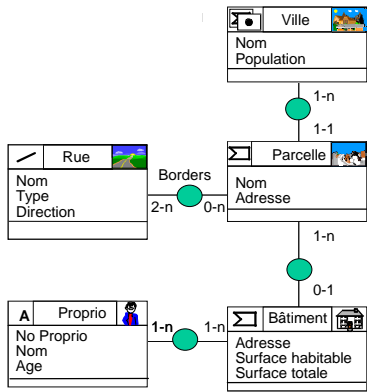 Ville
Nom
Population
1-n
1-1
Rue
Nom
Type
Direction
Borders
2-n
0-n
Parcelle
Nom
Adresse
1-n
0-1
A Proprio
No Proprio
Nom
Age
1-n
1-n
Bâtiment
Adresse
Surface habitable
Surface totale